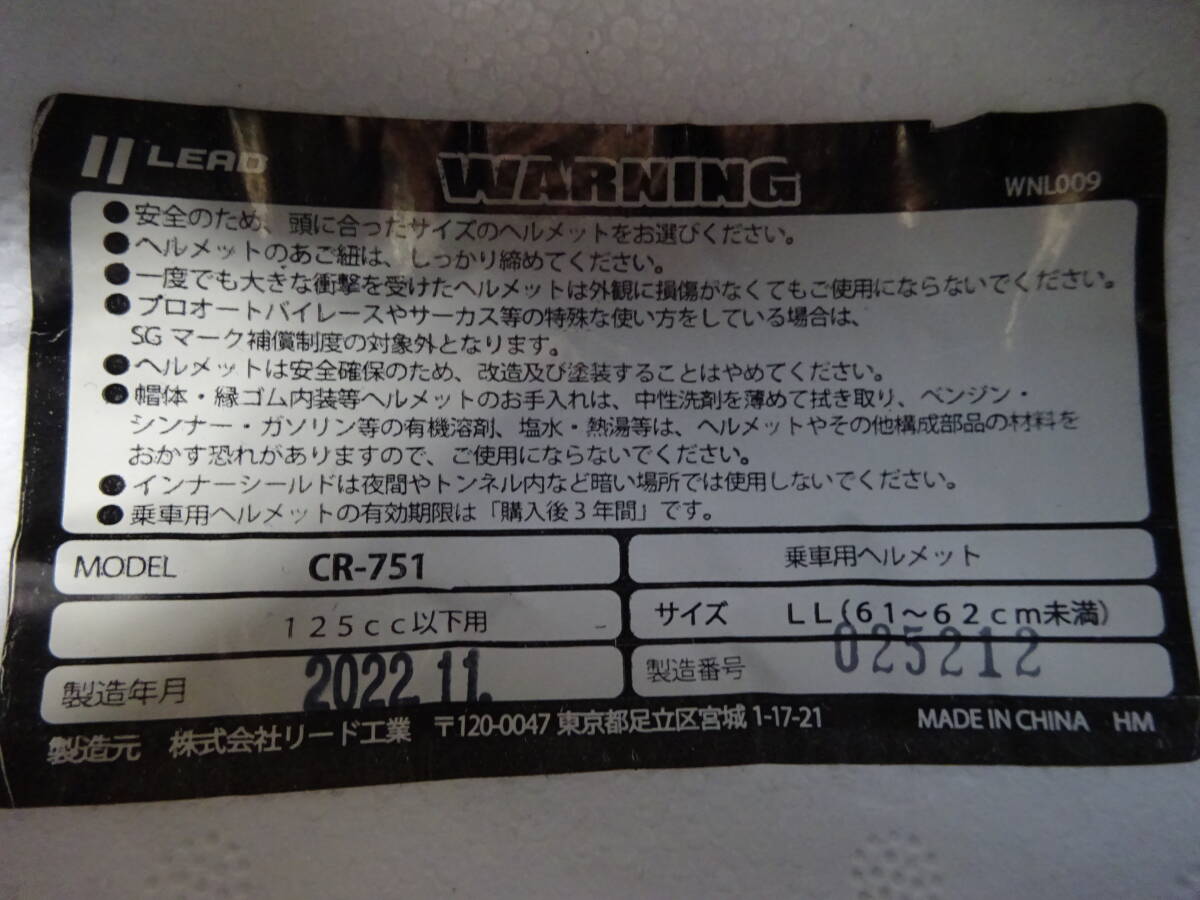 LEAD WARNING WNL009
●安全のため、頭に合ったサイズのヘルメットをお選びください。
●ヘルメットのあご紐は、しっかり締めてください。
●一度でも大きな衝撃を受けたヘルメットは外観に損傷がなくてもご使用にならないでください。
●プロオートバイレースやサーカス等の特殊な使い方をしている場合は、
SGマーク補償制度の対象外となります。
●ヘルメットは安全確保のため、改造及び塗装することはやめてください。
●帽体・縁ゴム内装等ヘルメットのお手入れは、中性洗剤を薄めて拭き取り、ベンジン・
シンナー・ガソリン等の有機溶剤、塩水・熱湯等は、ヘルメットやその他構成部品の材料を
おかす恐れがありますので、ご使用にならないでください。
●インナーシールドは夜間やトンネル内など暗い場所では使用しないでください。
●乗車用ヘルメットの有効期限は「購入後3年間」です。
MODEL CR-751 乗車用ヘルメット
125cc以下用 サイズ LL(61～62cm未満)
製造年月 2022.11. 製造番号 025212
製造元 株式会社リード工業 〒120-0047 東京都足立区宮城1-17-21 MADE IN CHINA HM